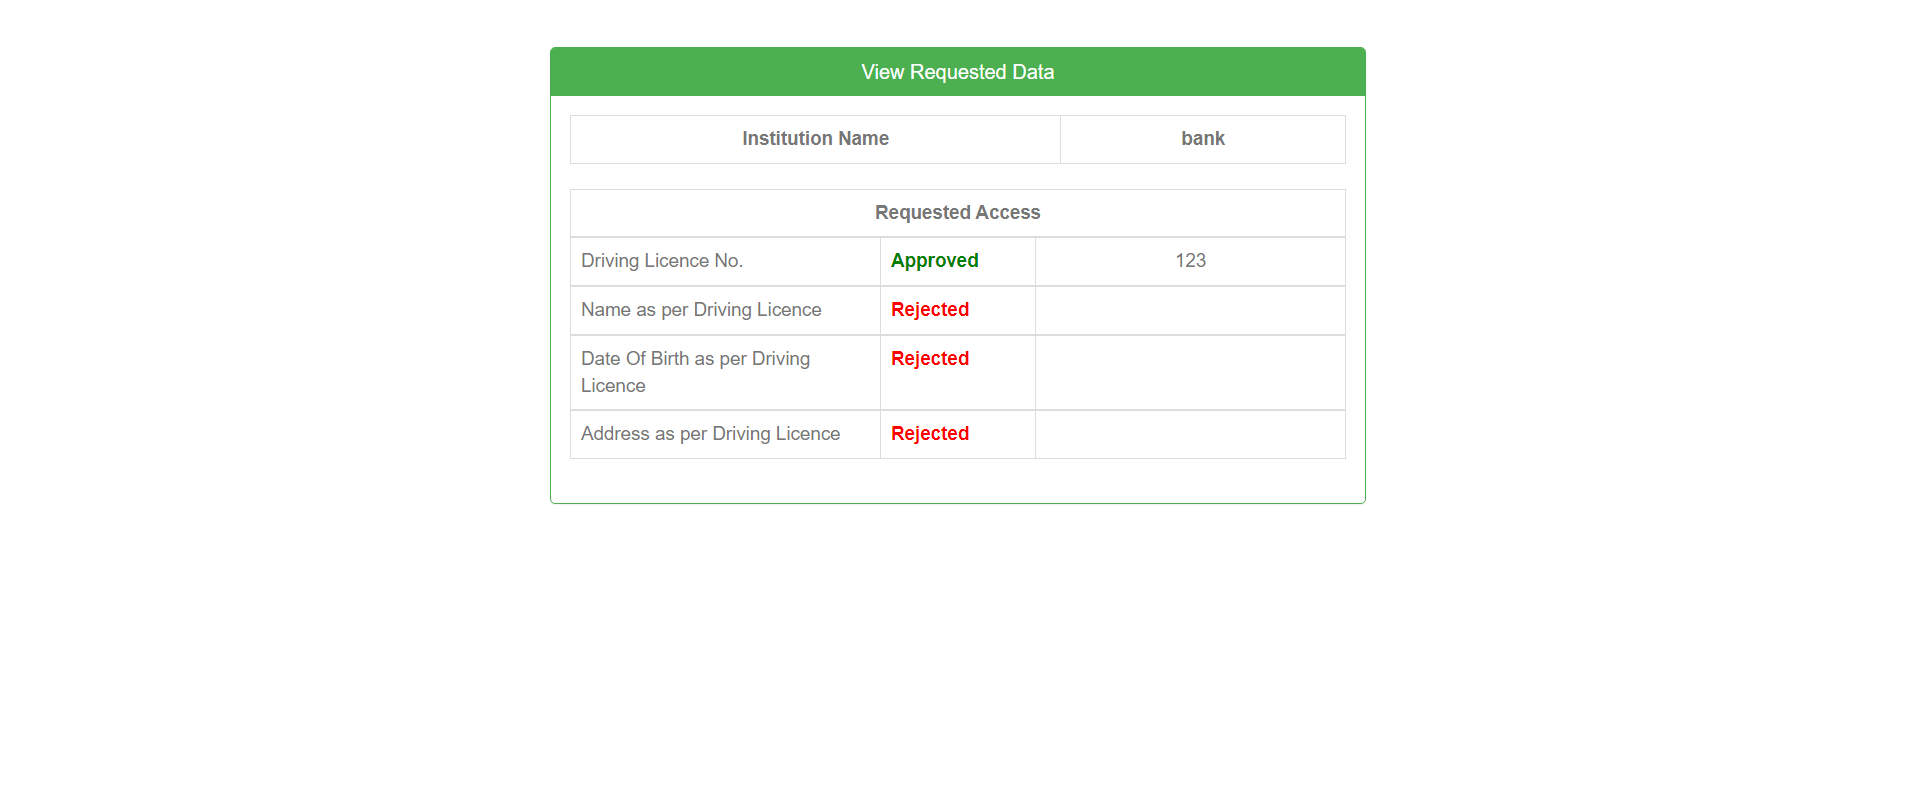 View Requested Data
Institution Name bank
Requested Access
Driving Licence No. Approved 123
Name as per Driving Licence Rejected
Date Of Birth as per Driving Rejected
Licence
Address as per Driving Licence Rejected